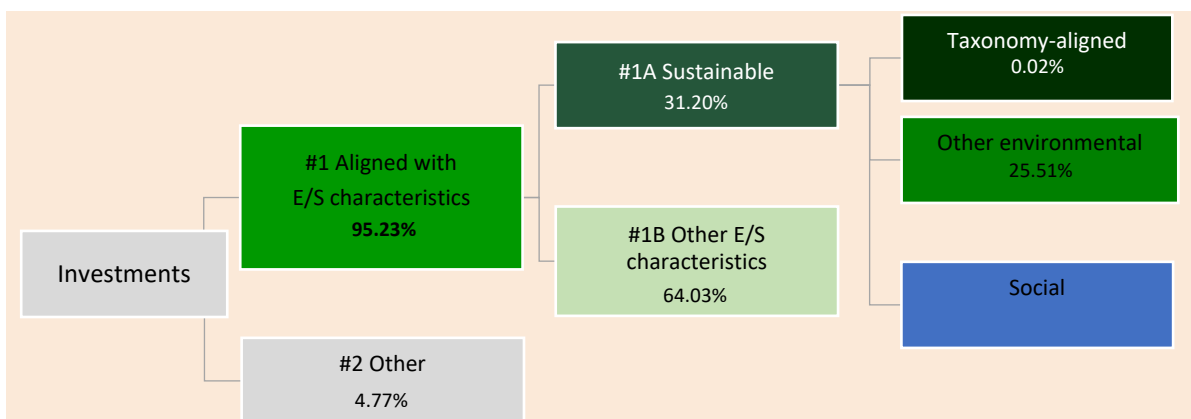 Investments
#1 Aligned with
E/S characteristics
95.23%
#2 Other
4.77%
#1A Sustainable
31.20%
#1B Other E/S
characteristics
64.03%
Taxonomy-aligned
0.02%
Other environmental
25.51%
Social